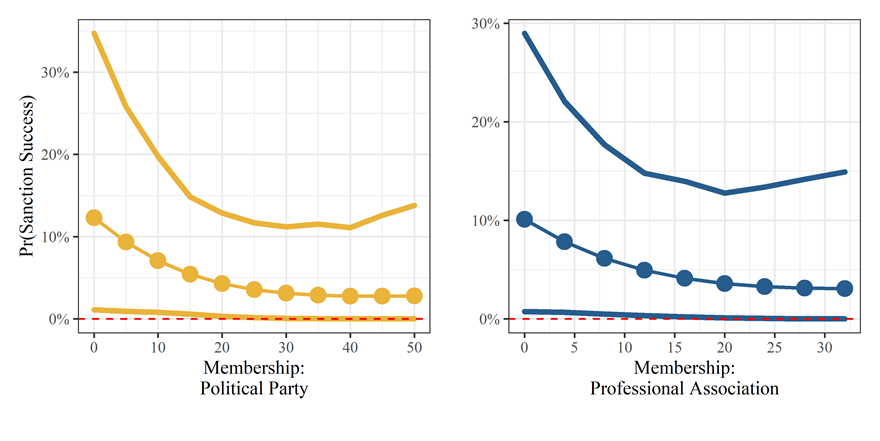 Pr(Sanction Success)
30%
20%
10%
0%
0 10 20 30 40 50
Membership:
Political Party
30%
20%
10%
0%
0 5 10 15 20 25 30
Membership:
Professional Association